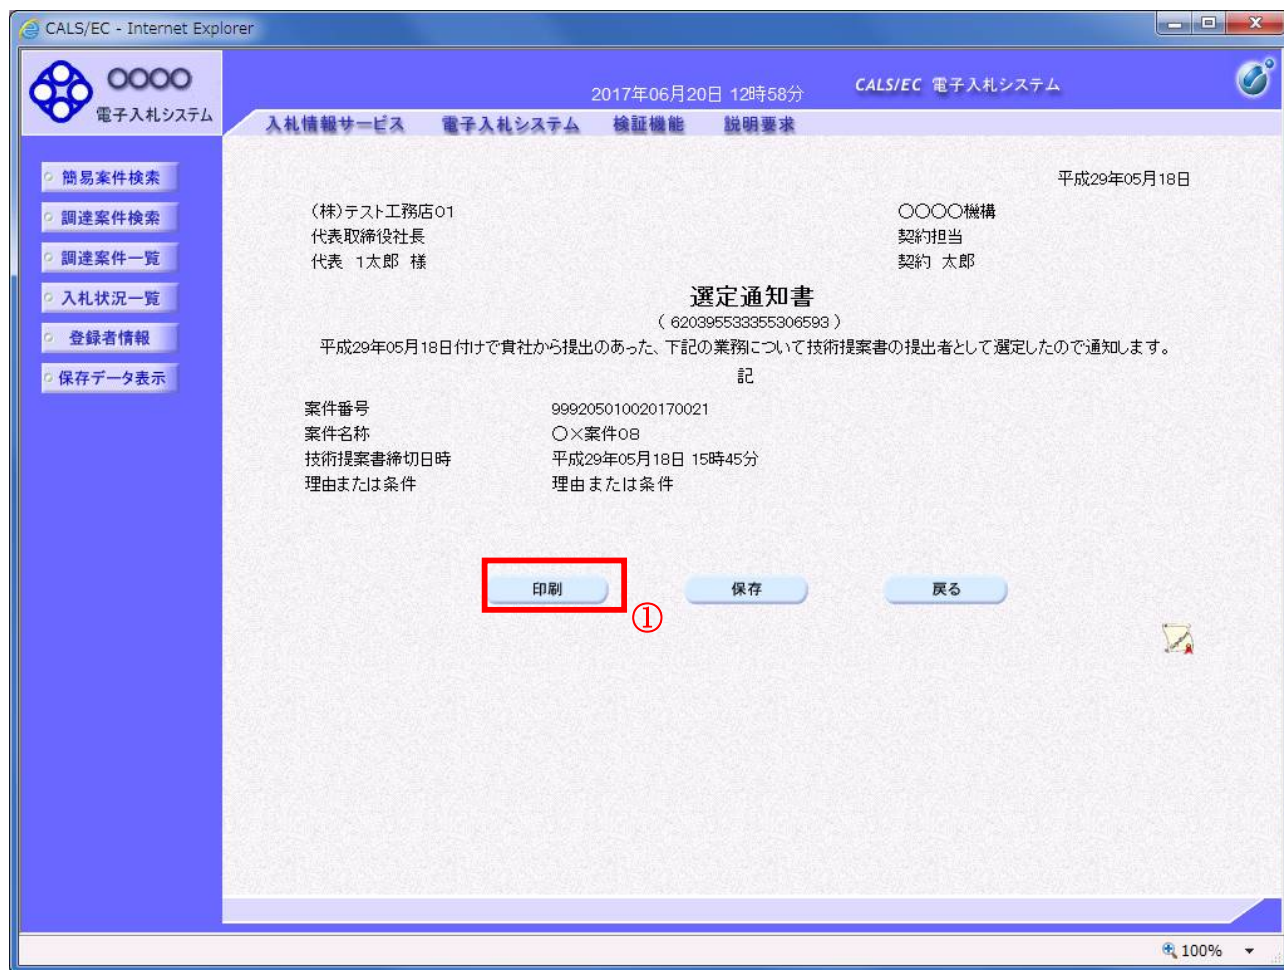 CALS/EC - Internet Explorer
〇〇〇〇
電子入札システム
2017年06月20日 12時58分
CALS/EC 電子入札システム
入札情報サービス 電子入札システム 検証機能 説明要求
簡易案件検索
調達案件検索
調達案件一覧
入札状況一覧
登録者情報
保存データ表示
平成29年05月18日
(株)テスト工務店01
代表取締役社長
代表 1太郎 様
〇〇〇〇機構
契約担当
契約 太郎
選定通知書
( 620395533355306593 )
平成29年05月18日付けで貴社から提出のあった、下記の業務について技術提案書の提出者として選定したので通知します。
記
案件番号 999205010020170021
案件名称 〇×案件08
技術提案書締切日時 平成29年05月18日 15時45分
理由または条件 理由または条件
印刷 保存 戻る
①
100%